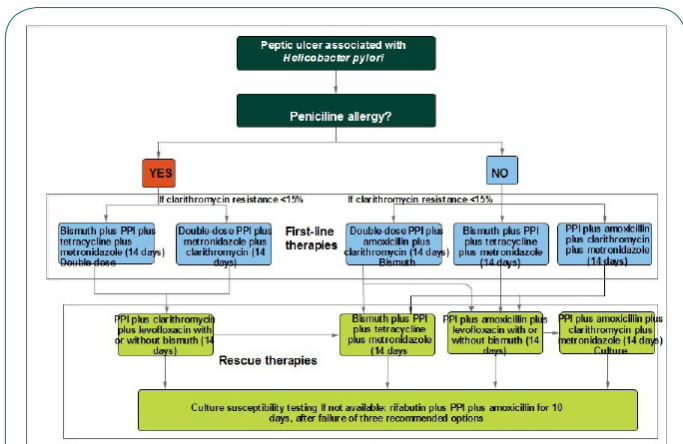 Peptic ulcer associated with
Helicobacter pylori
Peniciline allergy?
YES
NO
If clarithromycin resistance <15%
If clarithromycin resistance <15%
Bismuth plus PPI plus
tetracycline plus
metronidazole (14 days)
Double dose
Double-dose PPI plus
metronidazole plus
clarithromycin (14
days)
First-line
therapies
Double-dose PPI plus
amoxicillin plus
clarithromycin (14 days)
Bismuth
Bismuth plus PPI
plus tetracycline
plus metronidazole
(14 days)
PPI plus amoxicillin
plus clarithromycin
plus metronidazole
(14 days)
PPI plus clarithromycin
plus levofloxacin with
or without bismuth (14
days)
Rescue therapies
Bismuth plus PPI
plus tetracycline
plus metronidazole
(14 days
PPI plus amoxicillin plus
levofloxacin with or
without bismuth (14
days)
PPI plus amoxicillin plus
clarithromycin plus
metronidazole (14 days)
Culture
Culture susceptibility testing If not available: rifabutin plus PPI plus amoxicillin for 10
days, after failure of three recommended options